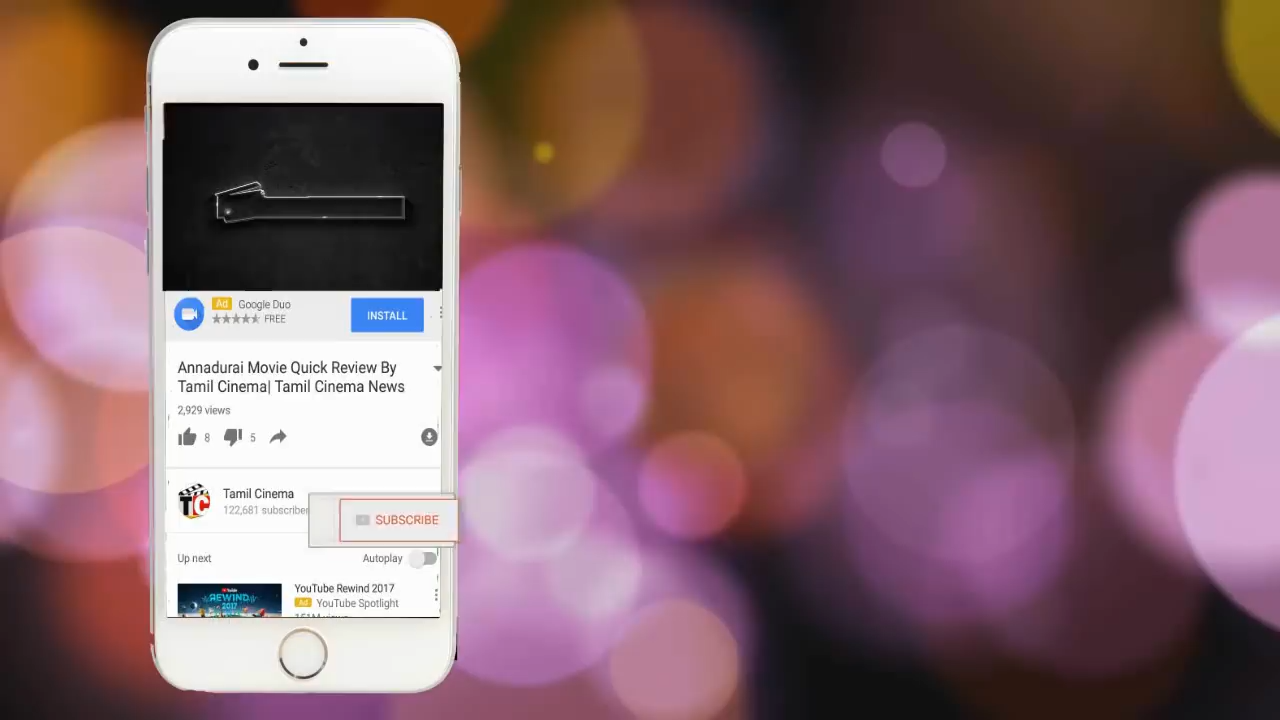 Ad Google Duo
FREE
INSTALL
Annadurai Movie Quick Review By
Tamil Cinema| Tamil Cinema News
2,929 views
8 5
TC
Tamil Cinema
122,681 subscribe
SUBSCRIBE
Up next Autoplay
YouTube Rewind 2017
Ad YouTube Spotlight
REWIND
2017